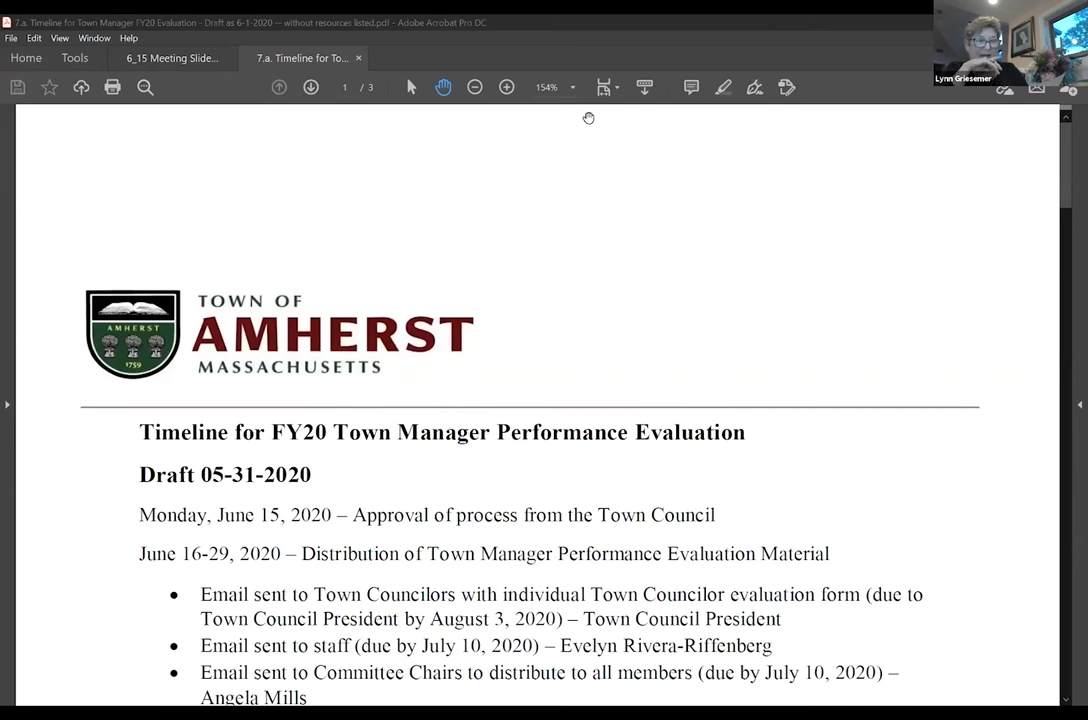 7.a. Timeline for Town Manager FY20 Evaluation - Draft as 6-1-2020 -- without resources listed.pdf - Adobe Acrobat Pro DC
File Edit View Window Help
Home Tools 6_15 Meeting Slide... 7.a. Timeline for To... ×
1 / 3 154%
Lynn Griesemer
TOWN OF
AMHERST
MASSACHUSETTS
AMHERST
1759
Timeline for FY20 Town Manager Performance Evaluation
Draft 05-31-2020
Monday, June 15, 2020 – Approval of process from the Town Council
June 16-29, 2020 – Distribution of Town Manager Performance Evaluation Material
• Email sent to Town Councilors with individual Town Councilor evaluation form (due to
Town Council President by August 3, 2020) – Town Council President
• Email sent to staff (due by July 10, 2020) – Evelyn Rivera-Riffenberg
• Email sent to Committee Chairs to distribute to all members (due by July 10, 2020) –
Angela Mills